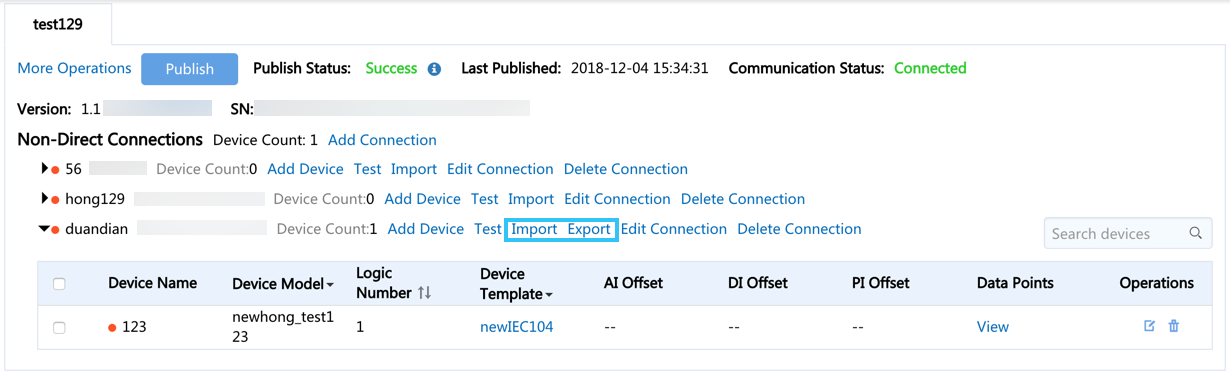 test129
More Operations Publish Publish Status: Success Last Published: 2018-12-04 15:34:31 Communication Status: Connected
Version: 1.1 SN:
Non-Direct Connections Device Count: 1 Add Connection
56 Device Count:0 Add Device Test Import Edit Connection Delete Connection
hong129 Device Count:0 Add Device Test Import Edit Connection Delete Connection
duandian Device Count:1 Add Device Test Import Export Edit Connection Delete Connection Search devices
Device Name Device Model Logic Number Device Template AI Offset DI Offset PI Offset Data Points Operations
123 newhong_test1 1 newIEC104 -- -- -- View
23